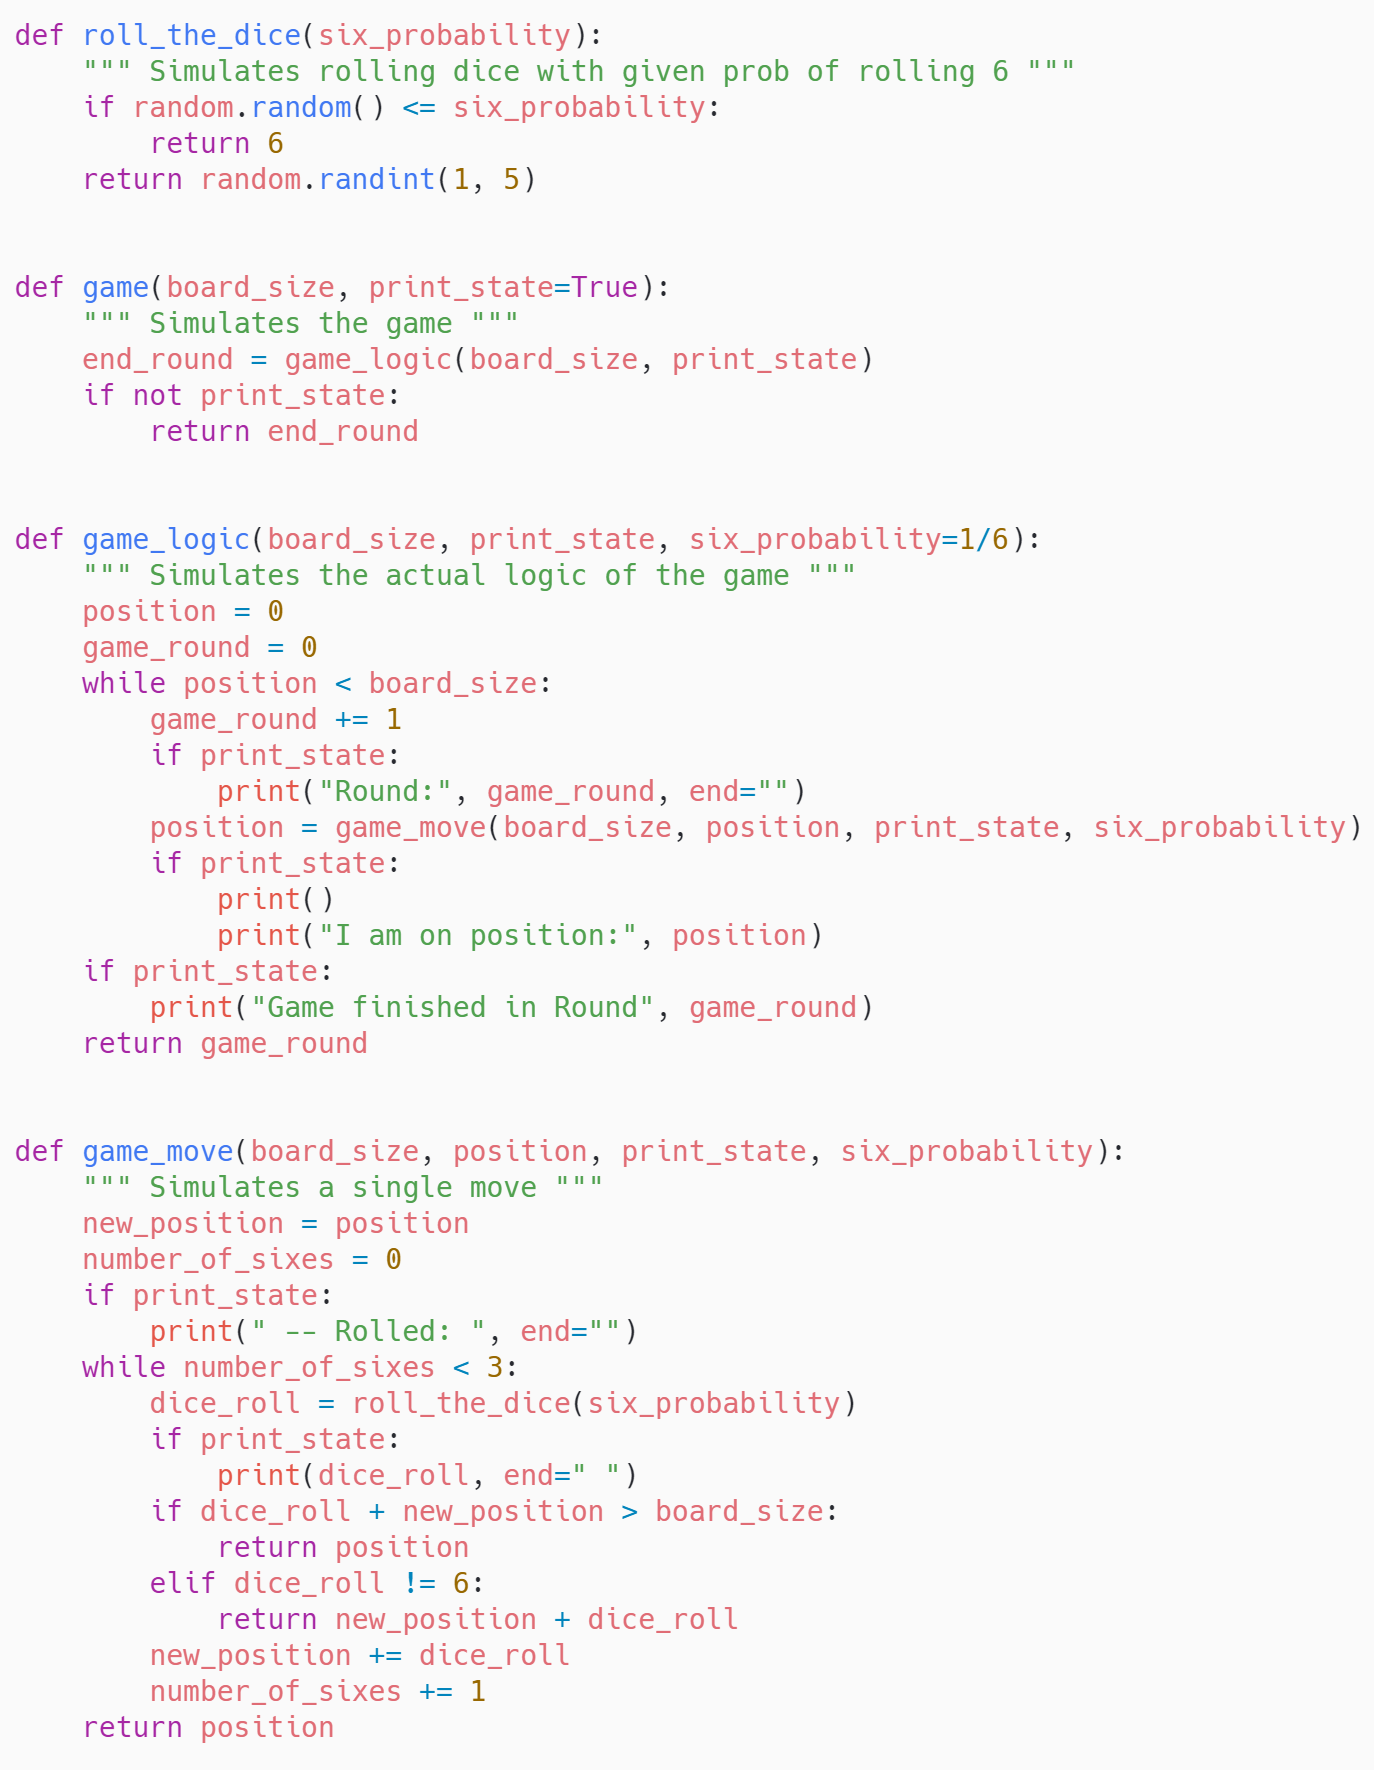 def roll_the_dice(six_probability):
    """ Simulates rolling dice with given prob of rolling 6 """
    if random.random() <= six_probability:
        return 6
    return random.randint(1, 5)


def game(board_size, print_state=True):
    """ Simulates the game """
    end_round = game_logic(board_size, print_state)
    if not print_state:
        return end_round


def game_logic(board_size, print_state, six_probability=1/6):
    """ Simulates the actual logic of the game """
    position = 0
    game_round = 0
    while position < board_size:
        game_round += 1
        if print_state:
            print("Round:", game_round, end="")
        position = game_move(board_size, position, print_state, six_probability)
        if print_state:
            print()
            print("I am on position:", position)
    if print_state:
        print("Game finished in Round", game_round)
    return game_round


def game_move(board_size, position, print_state, six_probability):
    """ Simulates a single move """
    new_position = position
    number_of_sixes = 0
    if print_state:
        print(" -- Rolled: ", end="")
    while number_of_sixes < 3:
        dice_roll = roll_the_dice(six_probability)
        if print_state:
            print(dice_roll, end=" ")
        if dice_roll + new_position > board_size:
            return position
        elif dice_roll != 6:
            return new_position + dice_roll
        new_position += dice_roll
        number_of_sixes += 1
    return position